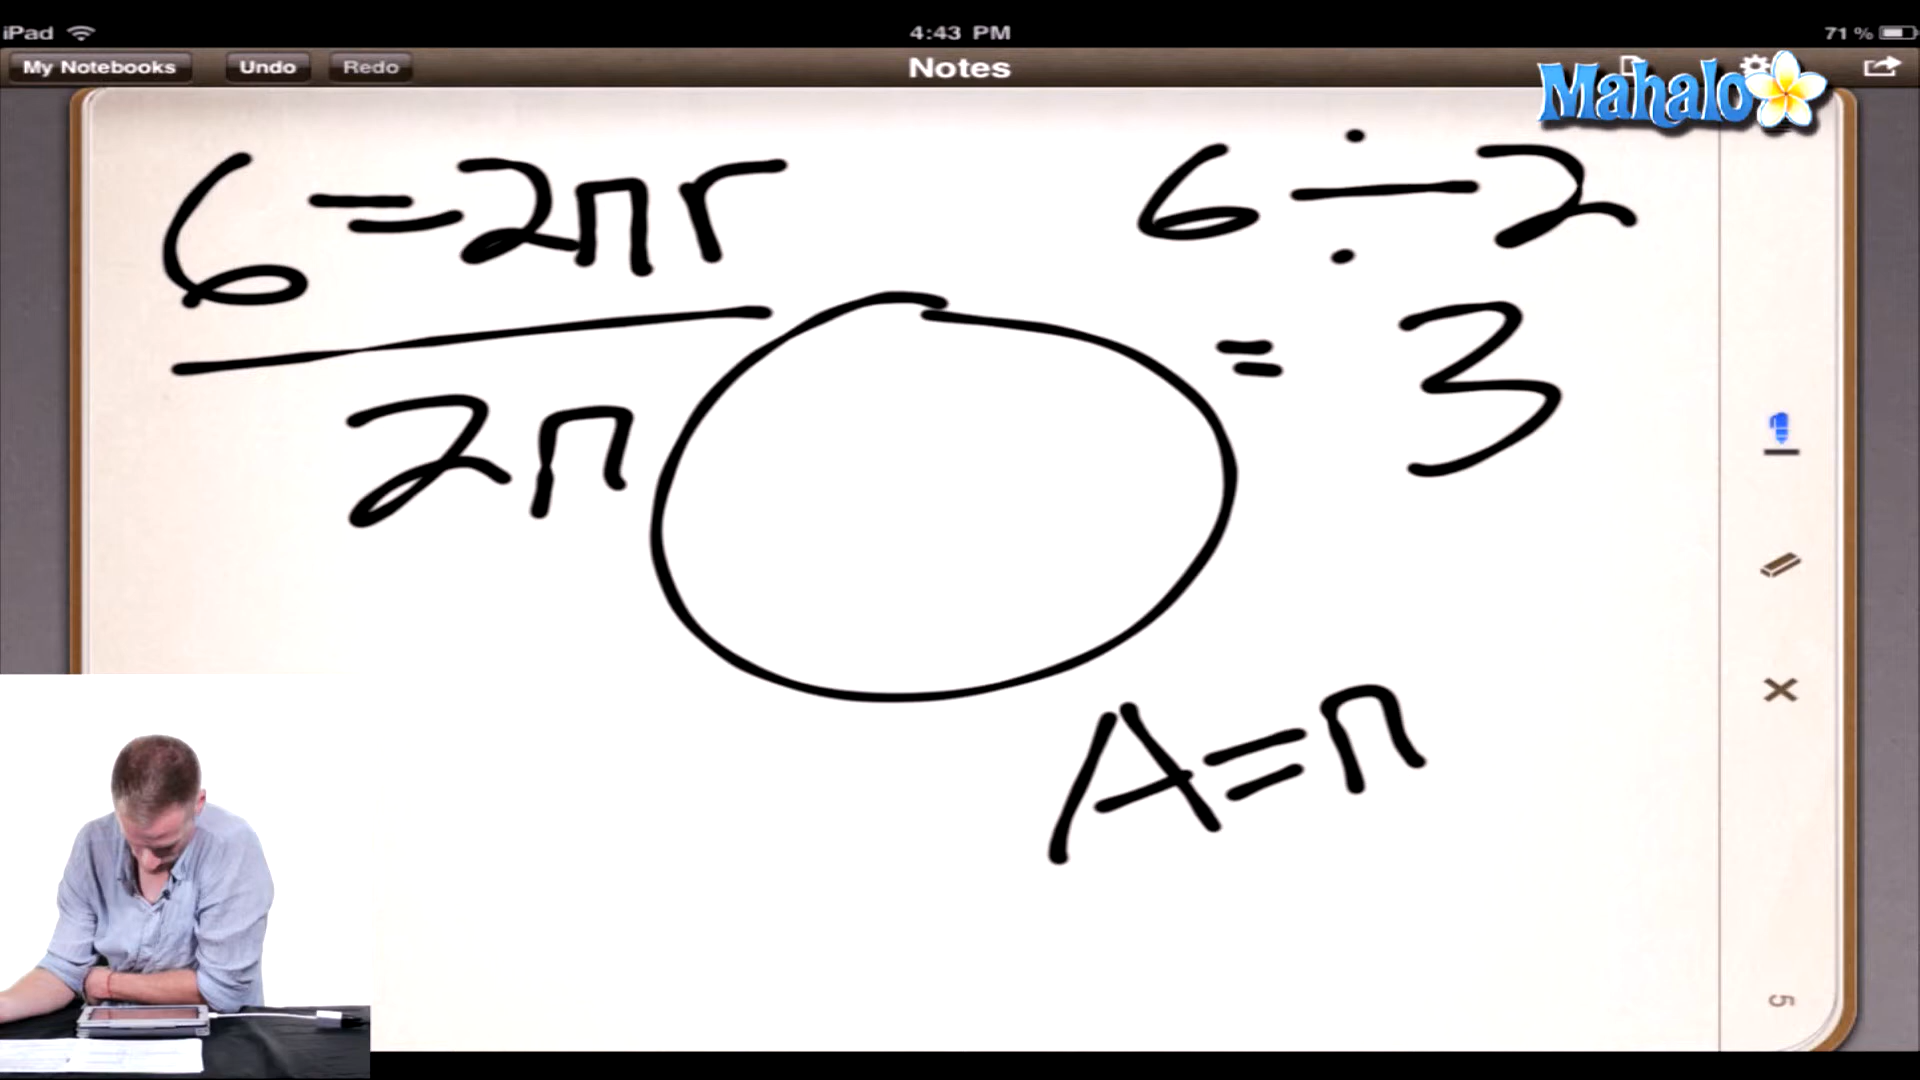 iPad 4:43 PM 71 %
My Notebooks Undo Redo Notes
Mahalo
6=2πr
2π
6÷2
= 3
A=π
5